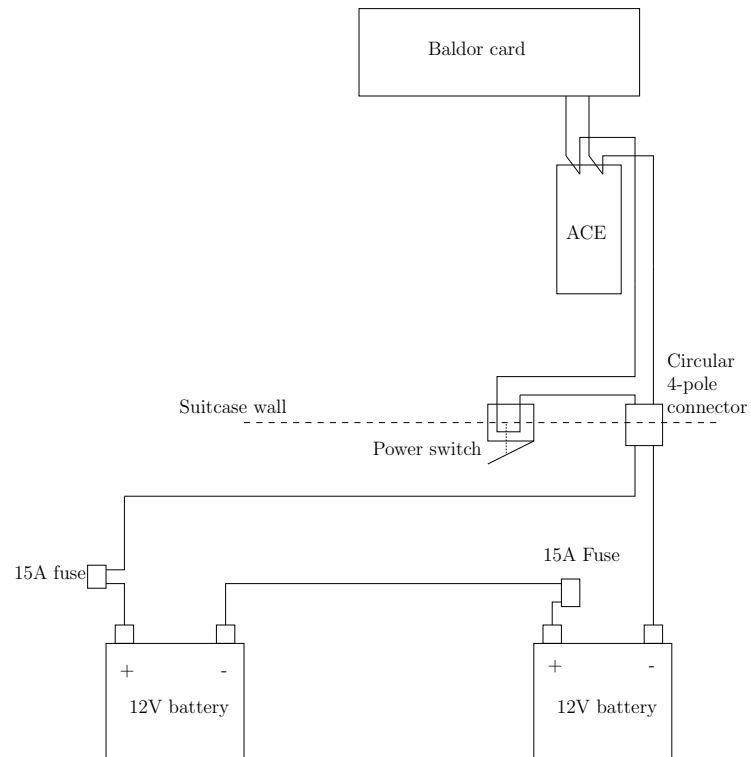 Baldor card
ACE
Circular
4-pole
connector
Suitcase wall
Power switch
15A Fuse
15A fuse
+
-
+
-
12V battery
12V battery